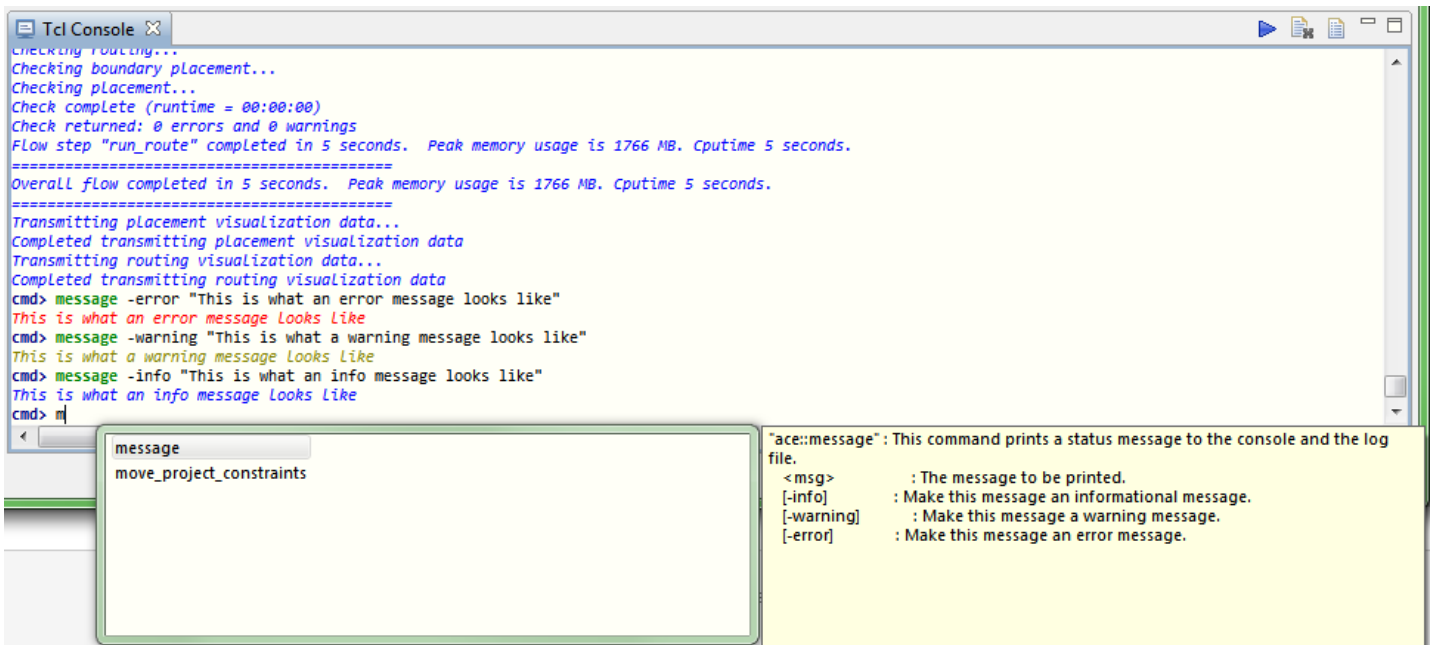 Tcl Console
Checking routing...
Checking boundary placement...
Checking placement...
Check complete (runtime = 00:00:00)
Check returned: 0 errors and 0 warnings
Flow step "run_route" completed in 5 seconds.  Peak memory usage is 1766 MB. Cputime 5 seconds.
===========================================
Overall flow completed in 5 seconds.  Peak memory usage is 1766 MB. Cputime 5 seconds.
===========================================
Transmitting placement visualization data...
Completed transmitting placement visualization data
Transmitting routing visualization data...
Completed transmitting routing visualization data
cmd> message -error "This is what an error message looks like"
This is what an error message looks like
cmd> message -warning "This is what a warning message looks like"
This is what a warning message looks like
cmd> message -info "This is what an info message looks like"
This is what an info message looks like
cmd> m
message
move_project_constraints
"ace::message" : This command prints a status message to the console and the log
file.
<msg> : The message to be printed.
[-info] : Make this message an informational message.
[-warning] : Make this message a warning message.
[-error] : Make this message an error message.